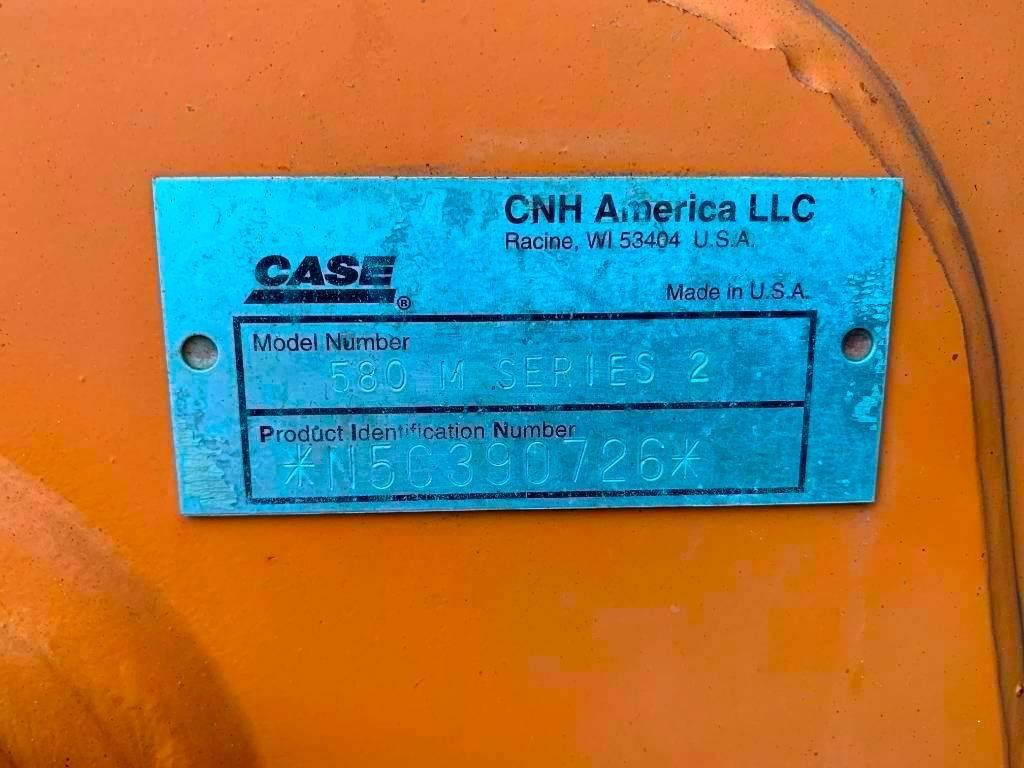 CNH America LLC
Racine, WI 53404 U.S.A.
CASE®
Made in U.S.A.
Model Number
580 M SERIES 2
Product Identification Number
*N5C390726*